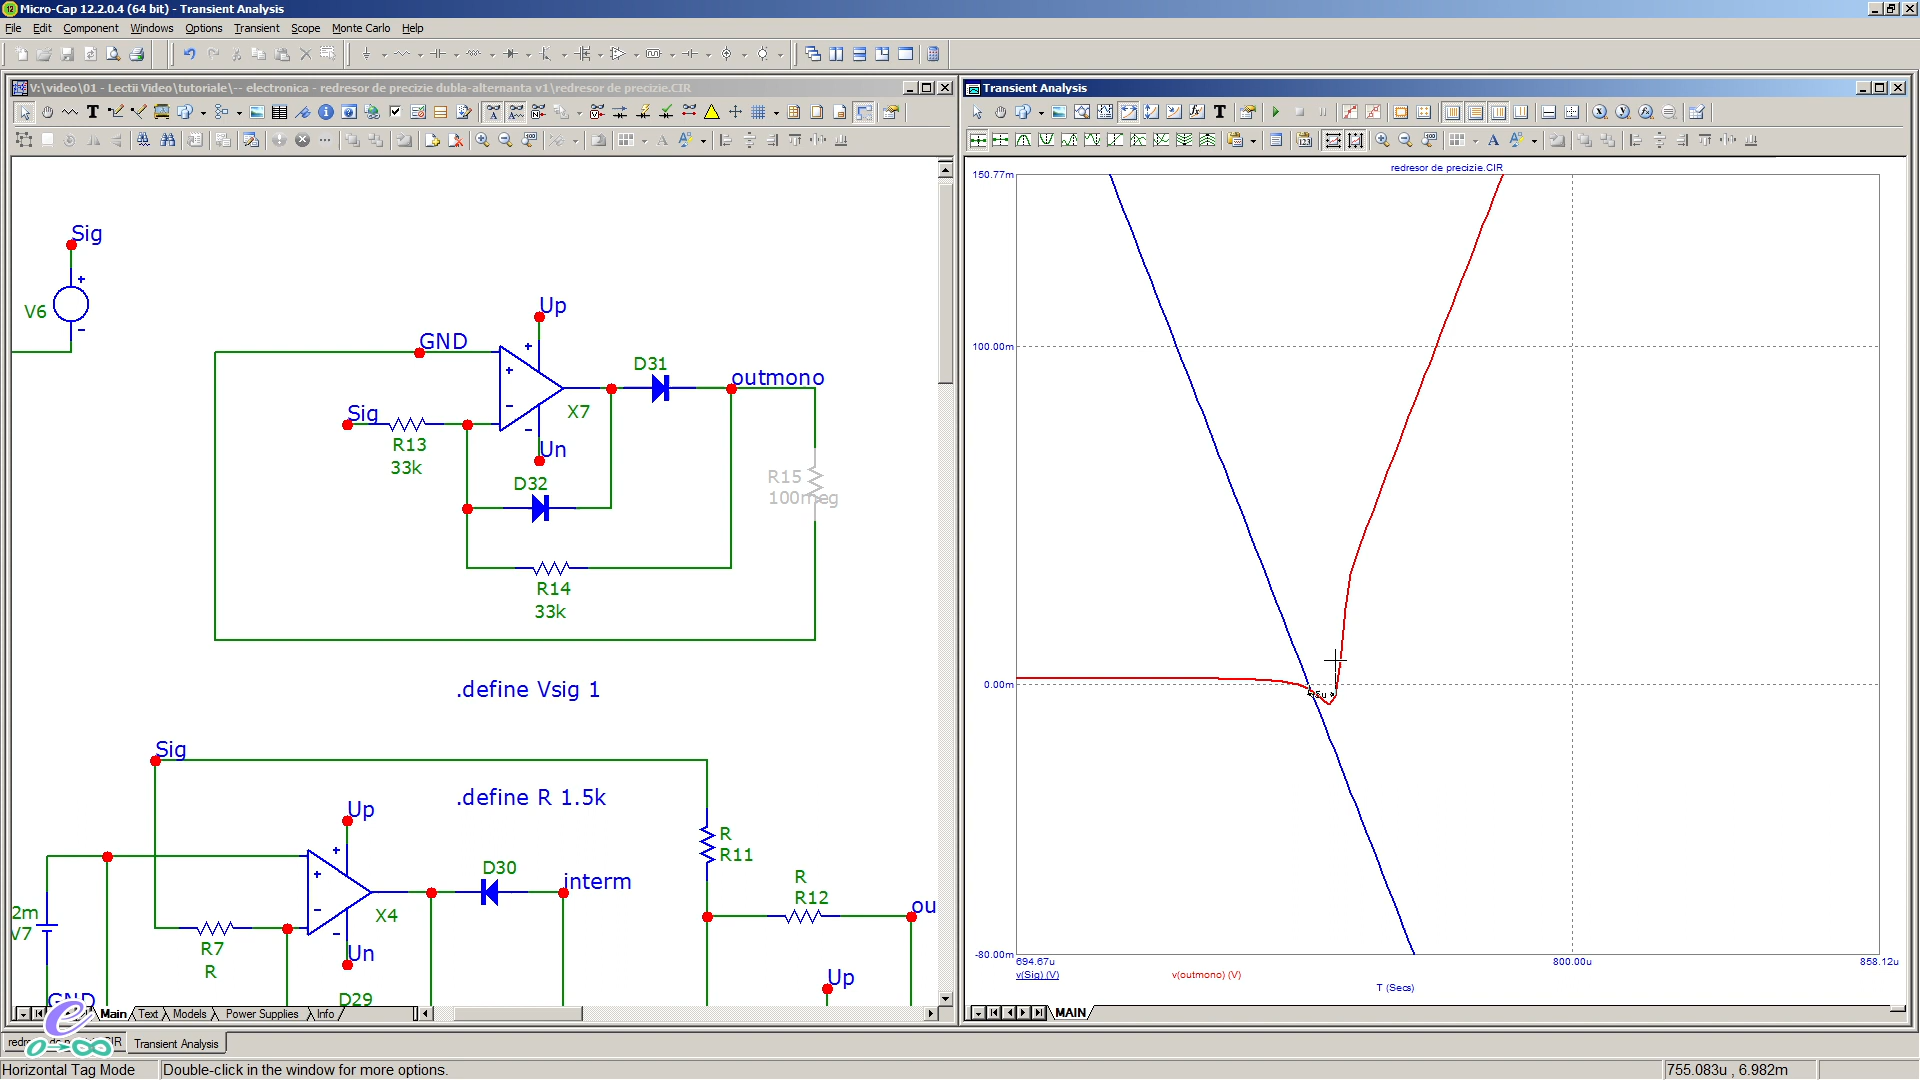 Micro-Cap 12.2.0.4 (64 bit) - Transient Analysis
File Edit Component Windows Options Transient Scope Monte Carlo Help
V:\video\01 - Lectii Video\tutoriale\-- electronica - redresor de precizie dubla-alternanta v1\redresor de precizie.CIR
Transient Analysis
Sig
V6
GND
Up
D31
outmono
X7
Sig
R13
33k
Un
D32
R15
100meg
R14
33k
.define Vsig 1
Sig
.define R 1.5k
Up
D30
interm
X4
R
R11
R
R12
ou
2m
V7
R7
R
Un
D29
Up
GND
Main Text Models Power Supplies Info
redresor de precizie.CIR
150.77m
100.00m
0.00m
-80.00m
694.67u
800.00u
858.12u
v(Sig) (V)
v(outmono) (V)
T (Secs)
MAIN
Transient Analysis
Horizontal Tag Mode
Double-click in the window for more options.
755.083u , 6.982m